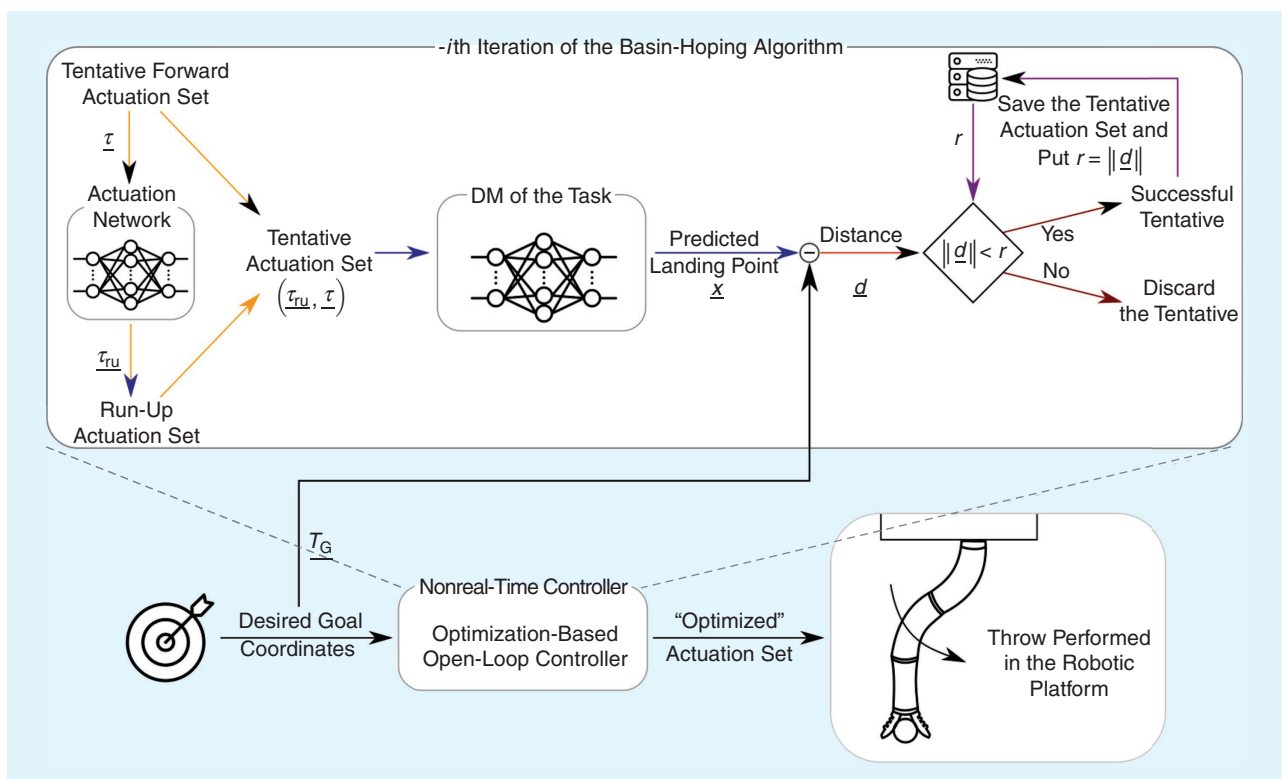 -ith Iteration of the Basin-Hoping Algorithm
Tentative Forward
Actuation Set
τ
Actuation
Network
τru
Run-Up
Actuation Set
Tentative
Actuation Set
(τru, τ)
DM of the Task
Predicted
Landing Point
x
−
Distance
d
r
||d|| < r
Save the Tentative
Actuation Set and
Put r = ||d||
Yes
Successful
Tentative
No
Discard
the Tentative
TG
Desired Goal
Coordinates
Nonreal-Time Controller
Optimization-Based
Open-Loop Controller
“Optimized”
Actuation Set
Throw Performed
in the Robotic
Platform